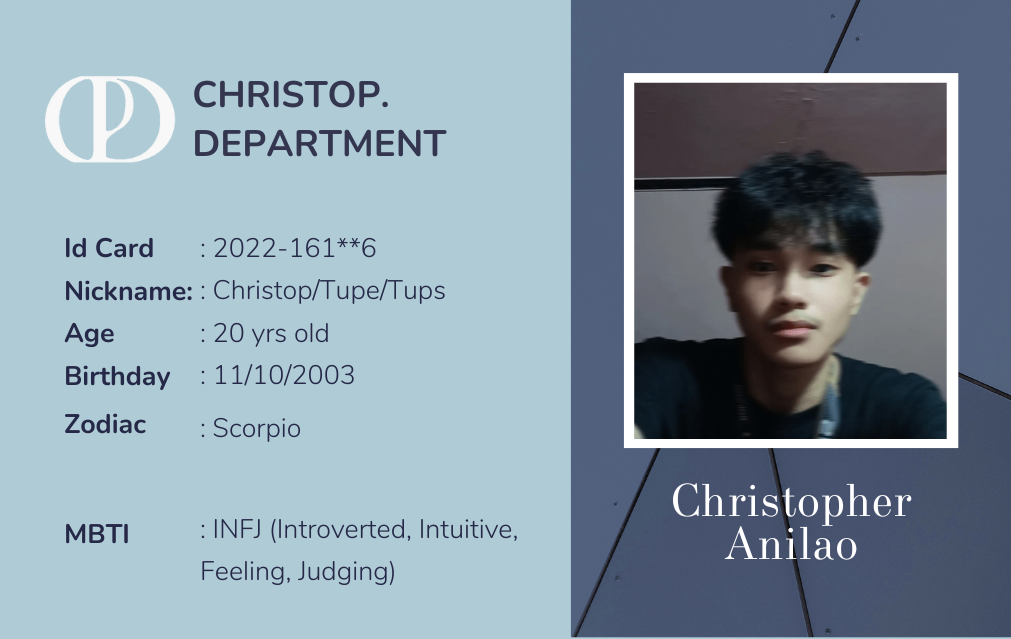 CHRISTOP.
DEPARTMENT
Id Card : 2022-161**6
Nickname: : Christop/Tupe/Tups
Age : 20 yrs old
Birthday : 11/10/2003
Zodiac : Scorpio
MBTI : INFJ (Introverted, Intuitive,
Feeling, Judging)
Christopher
Anilao